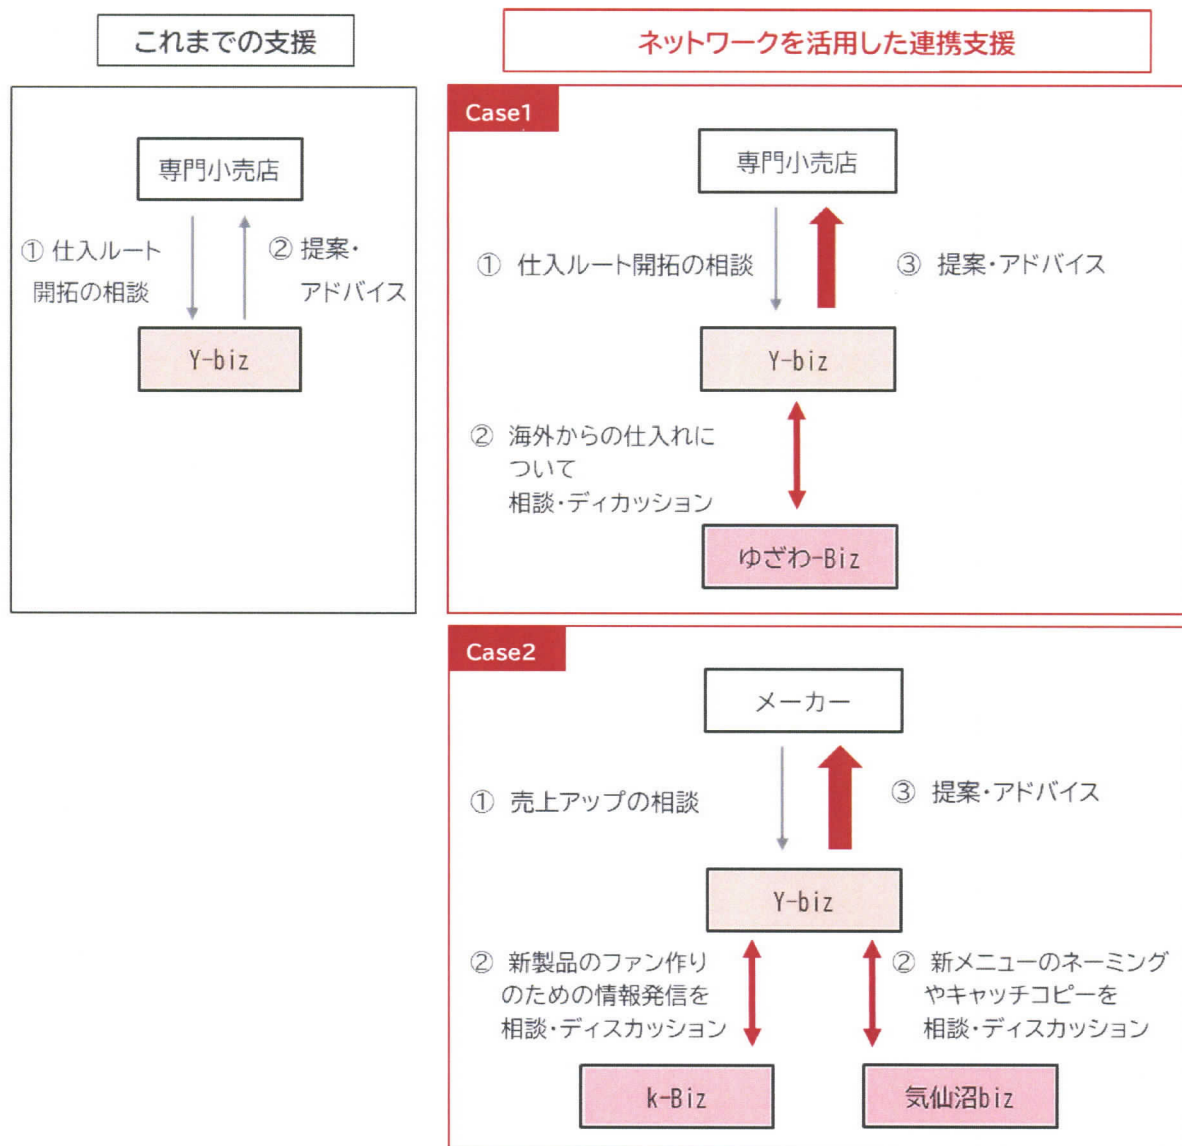 これまでの支援
専門小売店
① 仕入ルート
開拓の相談
② 提案・
アドバイス
Y-biz
ネットワークを活用した連携支援
Case1
専門小売店
① 仕入ルート開拓の相談
③ 提案・アドバイス
Y-biz
② 海外からの仕入れに
ついて
相談・ディカッション
ゆざわ-Biz
Case2
メーカー
① 売上アップの相談
③ 提案・アドバイス
Y-biz
② 新製品のファン作り
のための情報発信を
相談・ディスカッション
② 新メニューのネーミング
やキャッチコピーを
相談・ディスカッション
k-Biz
気仙沼biz